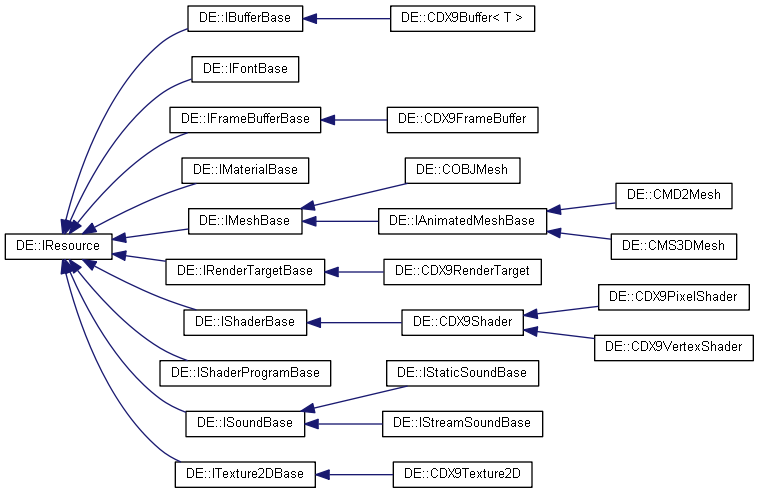 DE::IBufferBase
DE::CDX9Buffer< T >
DE::IFontBase
DE::IFrameBufferBase
DE::CDX9FrameBuffer
DE::IMaterialBase
DE::COBJMesh
DE::IMeshBase
DE::IAnimatedMeshBase
DE::CMD2Mesh
DE::CMS3DMesh
DE::IResource
DE::IRenderTargetBase
DE::CDX9RenderTarget
DE::IShaderBase
DE::CDX9Shader
DE::CDX9PixelShader
DE::CDX9VertexShader
DE::IShaderProgramBase
DE::IStaticSoundBase
DE::ISoundBase
DE::IStreamSoundBase
DE::ITexture2DBase
DE::CDX9Texture2D